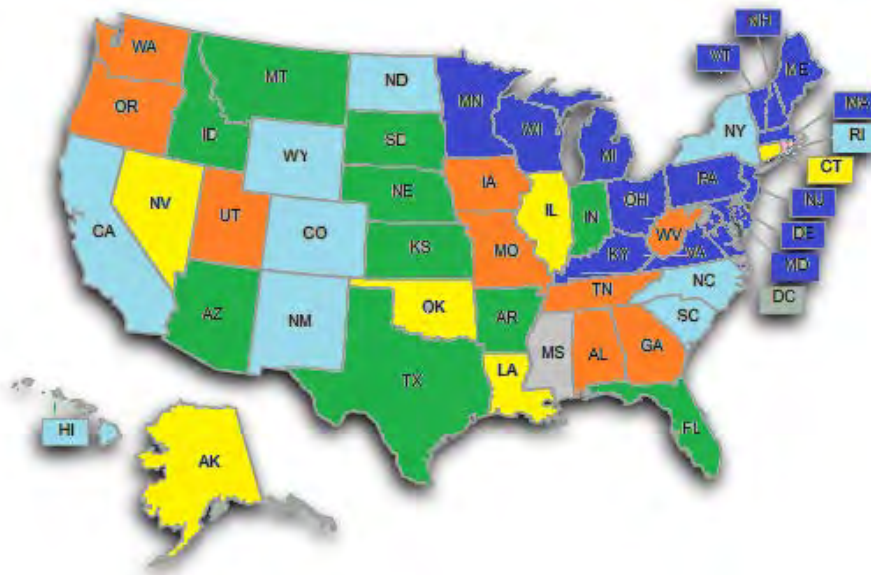 NH
VT
ME
WA
MT
ND
MN
OR
ID
SD
WI
MI
NY
MA
RI
CT
WY
NE
IA
IL
IN
OH
PA
NJ
NV
UT
CO
KS
MO
KY
WV
VA
DE
MD
DC
CA
AZ
NM
OK
AR
TN
NC
SC
MS
AL
GA
TX
LA
FL
HI
AK